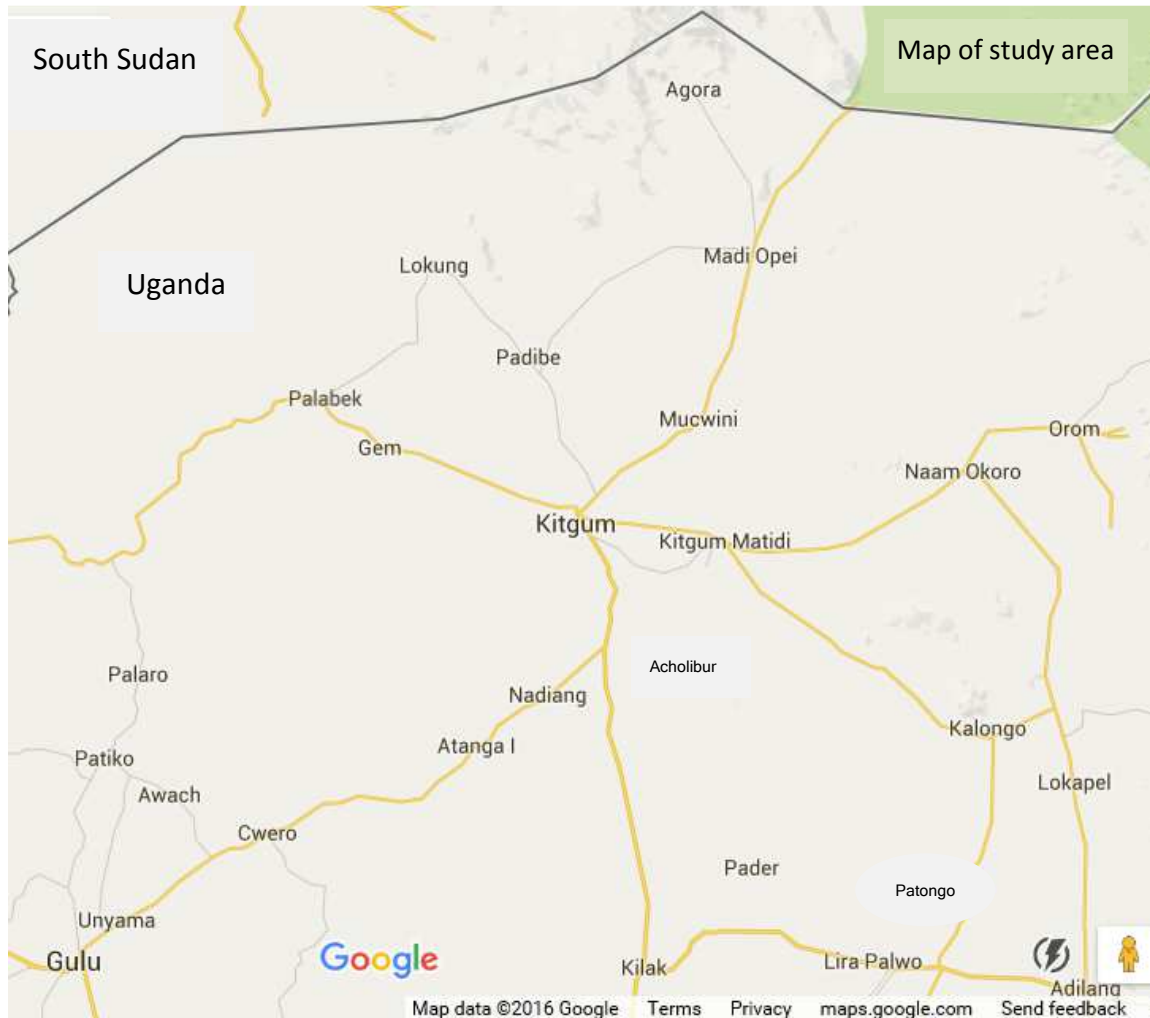 South Sudan
Map of study area
Agora
Madi Opei
Lokung
Uganda
Padibe
Palabek
Mucwini
Gem
Orom
Naam Okoro
Kitgum
Kitgum Matidi
Acholibur
Palaro
Nadiang
Kalongo
Atanga I
Patiko
Lokapel
Awach
Cwero
Pader
Patongo
Unyama
Gulu
Google
Kilak
Lira Palwo
Adilang
Map data ©2016 Google Terms Privacy maps.google.com Send feedback